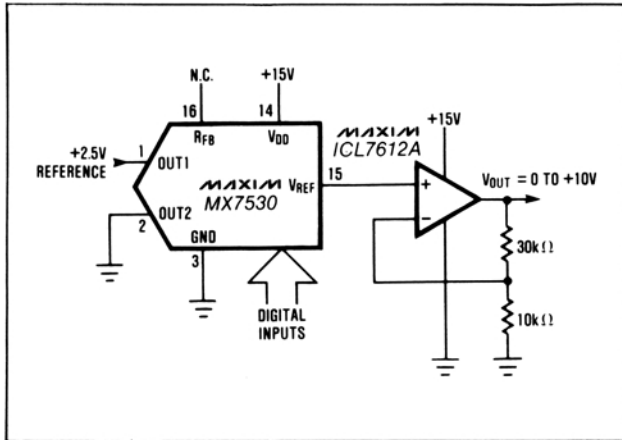 N.C.
+15V
16
14
RFB
VDD
+2.5V
REFERENCE
1
OUT1
MAXIM
MX7530
VREF
15
OUT2
2
GND
3
DIGITAL
INPUTS
MAXIM
ICL7612A
+15V
+
−
VOUT = 0 TO +10V
30kΩ
10kΩ